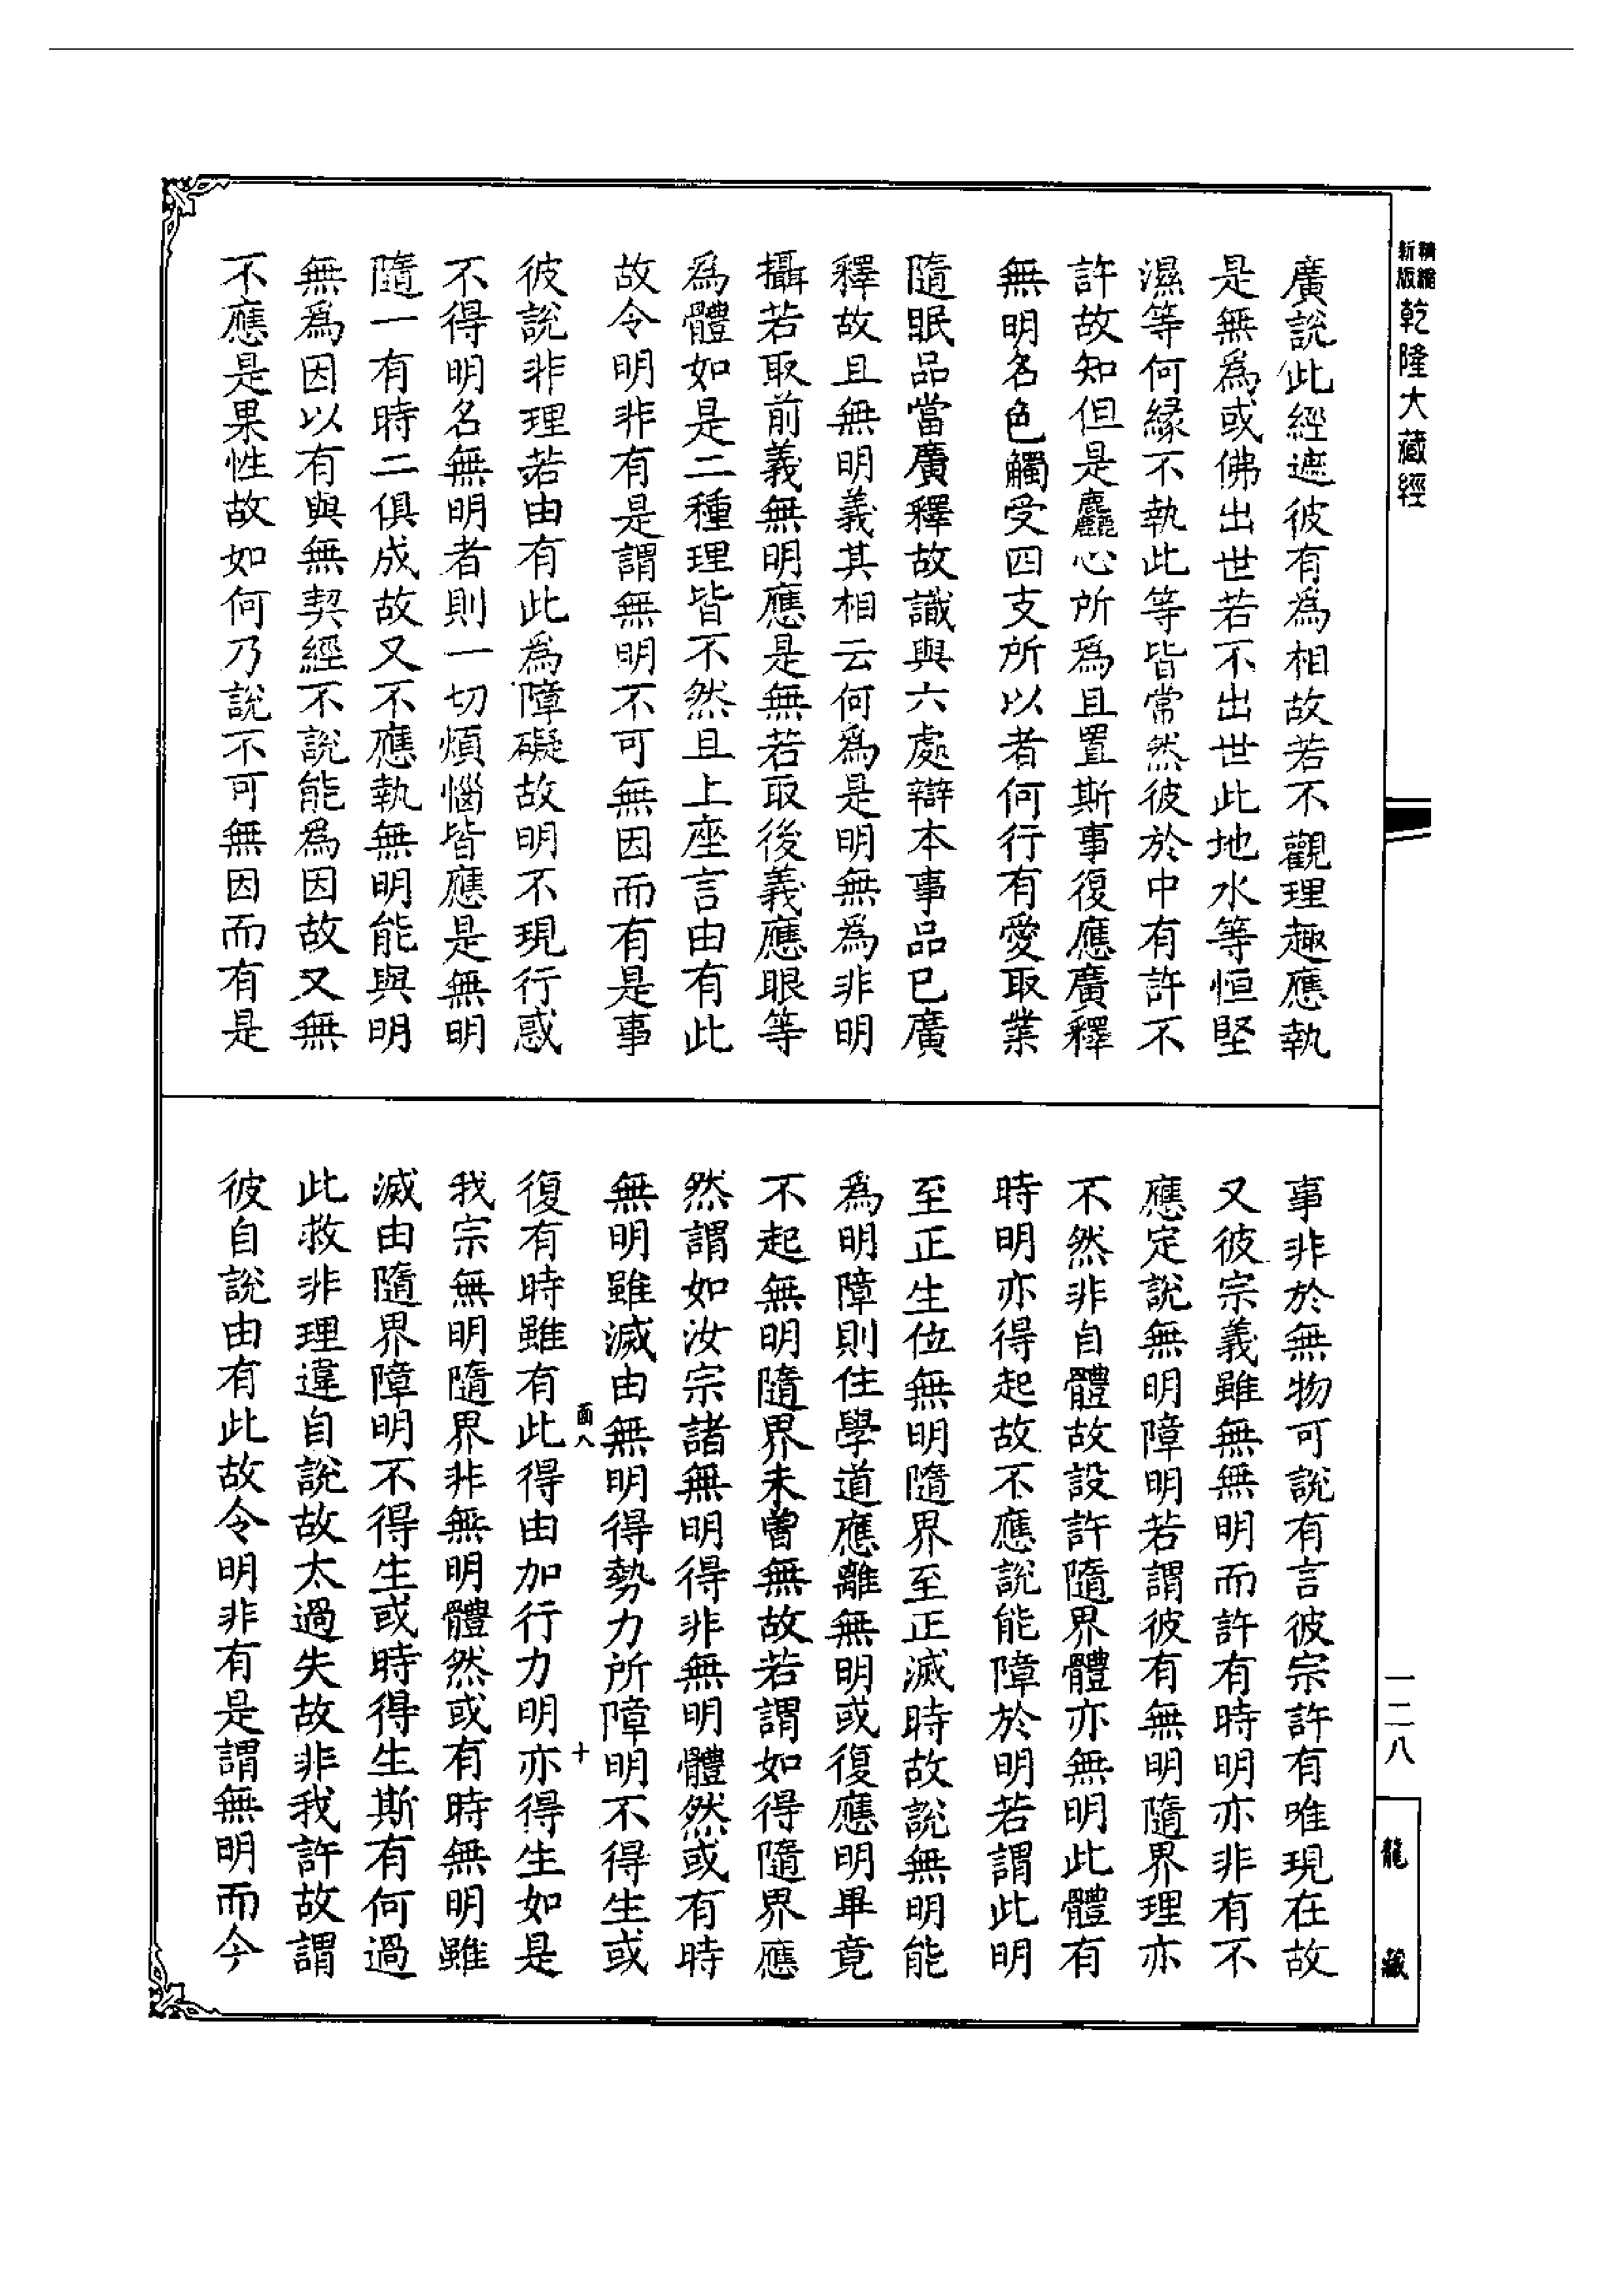 新版精縮乾隆大藏經
廣説此經遮彼有為相故若不觀理趣應執
是無為或佛出世若不出世此地水等恒堅
濕等何緣不執此等皆常然彼於中有許不
許故知但是麤心所為且置斯事復應廣釋
無明名色觸受四支所以者何行有愛取業
隨眠品當廣釋故識與六處辯本事品已廣
釋故且無明義其相云何為是明無為非明
攝若取前義無明應是無若取後義應眼等
為體如是二種理皆不然且上座言由有此
故令明非有是謂無明不可無因而有是事
彼説非理若由有此為障礙故明不現行惑
不得明名無明者則一切煩惱皆應是無明
隨一有時二俱成故又不應執無明能與明
無為因以有與無契經不説能為因故又無
不應是果性故如何乃説不可無因而有是
事非於無物可説有言彼宗許有唯現在故
又彼宗義雖無無明而許有時明亦非有不
應定説無明障明若謂彼有無明隨界理亦
不然非自體故設許隨界體亦無明此體有
時明亦得起故不應説能障於明若謂此明
至正生位無明隨界至正滅時故説無明能
為明障則住學道應離無明或復應明畢竟
不起無明隨界未曾無故若謂如得隨界應
然謂如汝宗諸無明得非無明體然或有時
無明雖滅由無明得勢力所障明不得生或
面八
十
復有時雖有此得由加行力明亦得生如是
我宗無明隨界非無明體然或有時無明雖
滅由隨界障明不得生或時得生斯有何過
此救非理違自説故太過失故非我許故謂
彼自説由有此故令明非有是謂無明而今
一二八
龍藏